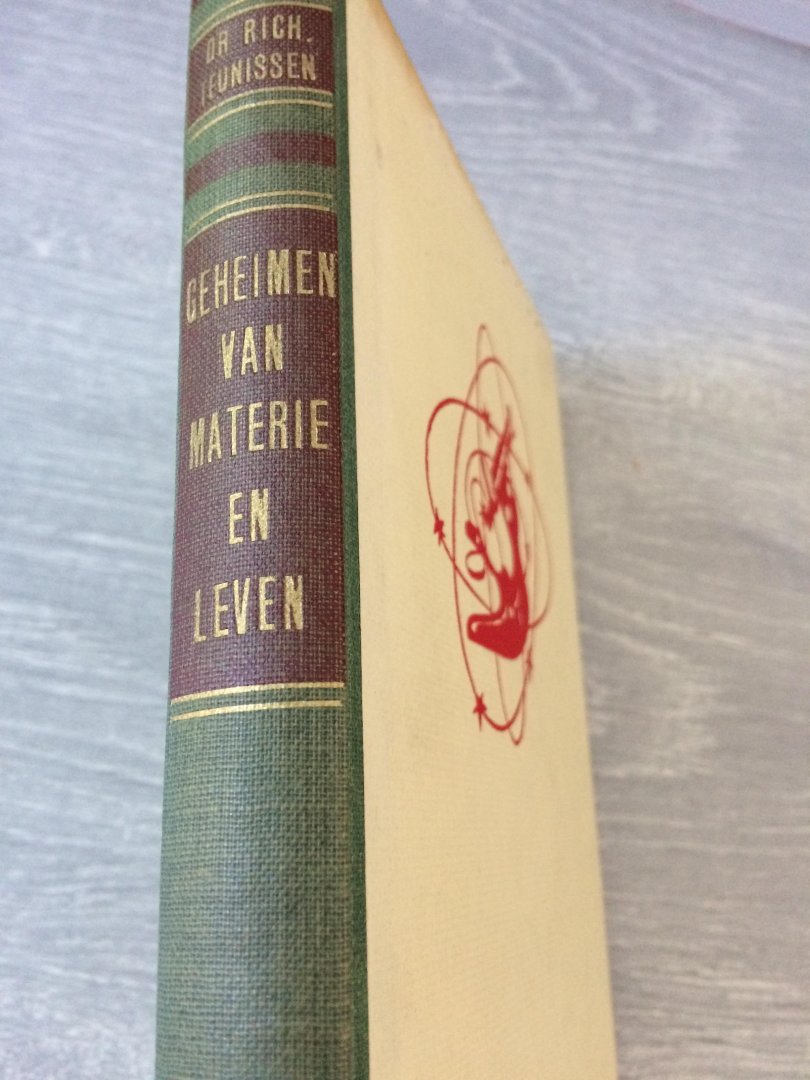 DR RICH.
TEUNISSEN
GEHEIMEN
VAN
MATERIE
EN
LEVEN